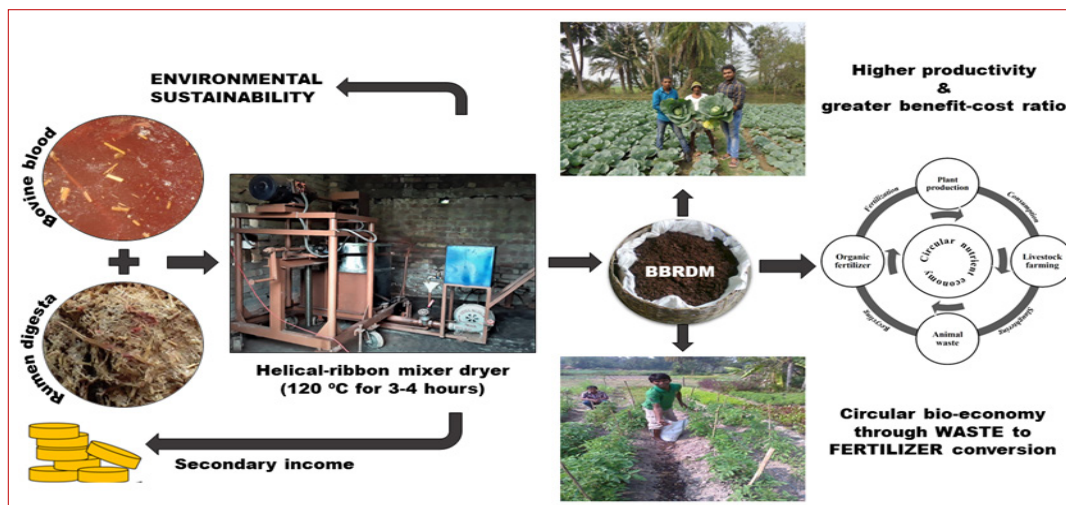 ENVIRONMENTAL
SUSTAINABILITY
Bovine blood
+
Rumen digesta
Helical-ribbon mixer dryer
(120 ºC for 3-4 hours)
Secondary income
BBRDM
Higher productivity
&
greater benefit-cost ratio
Plant
production
Fertilization
Consumption
Organic
fertilizer
Circular nutrient
economy
Livestock
farming
Recycling
Slaughtering
Animal
waste
Circular bio-economy
through WASTE to
FERTILIZER conversion